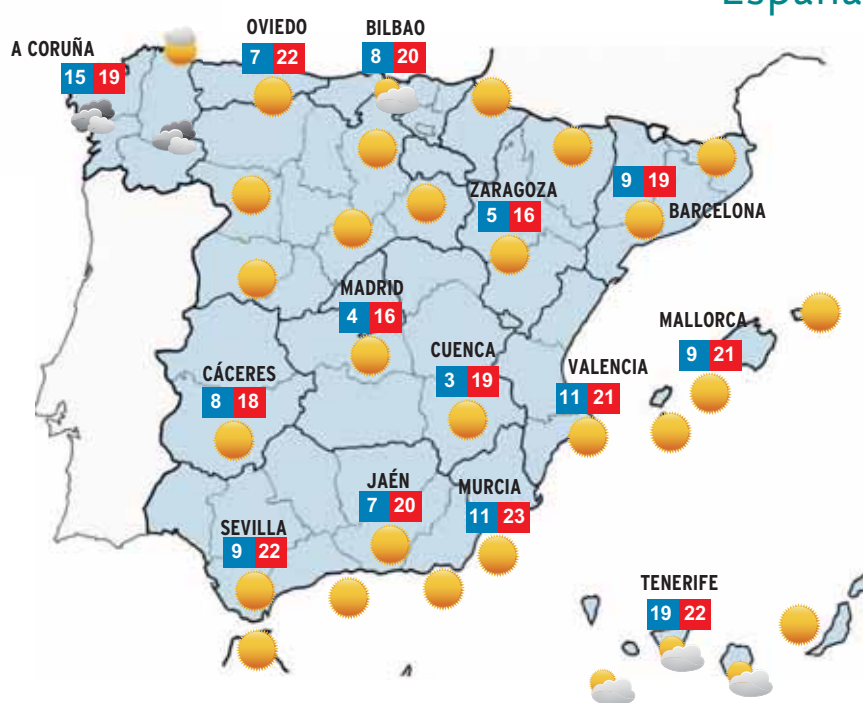 España
OVIEDO
7 22
BILBAO
8 20
A CORUÑA
15 19
ZARAGOZA
5 16
9 19
BARCELONA
MADRID
4 16
MALLORCA
9 21
CUENCA
3 19
VALENCIA
11 21
CÁCERES
8 18
JAÉN
7 20
MURCIA
11 23
SEVILLA
9 22
TENERIFE
19 22